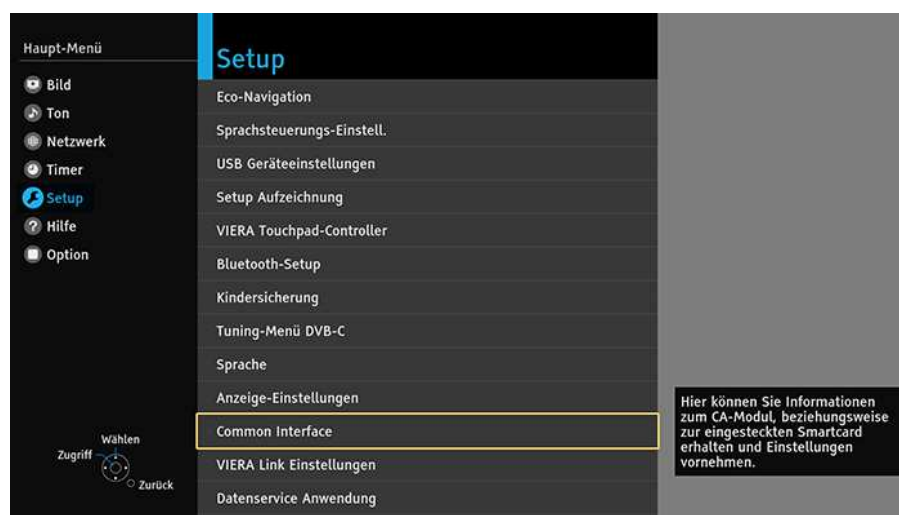 Haupt-Menü
Bild
Ton
Netzwerk
Timer
Setup
Hilfe
Option
Wählen
Zugriff
Zurück
Setup
Eco-Navigation
Sprachsteuerungs-Einstell.
USB Geräteeinstellungen
Setup Aufzeichnung
VIERA Touchpad-Controller
Bluetooth-Setup
Kindersicherung
Tuning-Menü DVB-C
Sprache
Anzeige-Einstellungen
Common Interface
VIERA Link Einstellungen
Datenservice Anwendung
Hier können Sie Informationen
zum CA-Modul, beziehungsweise
zur eingesteckten Smartcard
erhalten und Einstellungen
vornehmen.